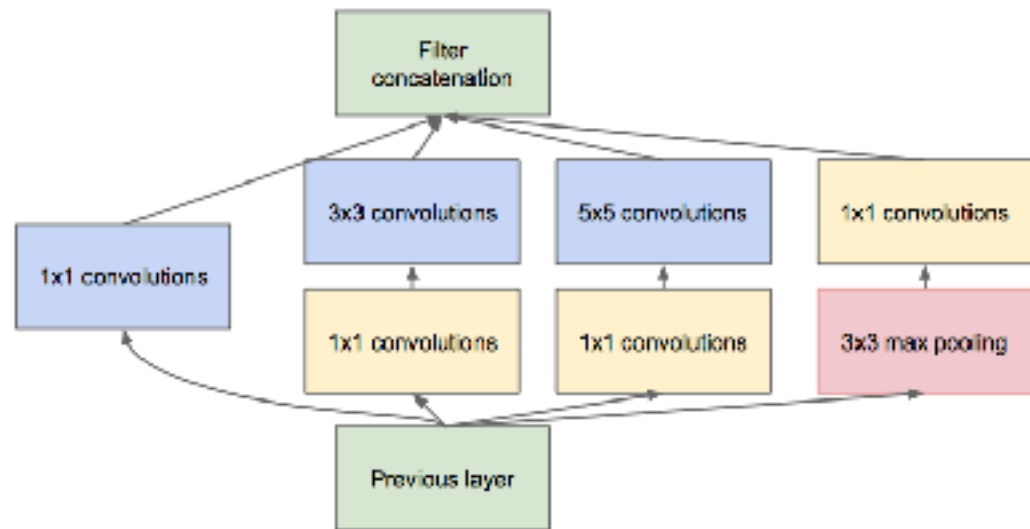 Filter
concatenation
3x3 convolutions
5x5 convolutions
1x1 convolutions
1x1 convolutions
1x1 convolutions
1x1 convolutions
3x3 max pooling
Previous layer